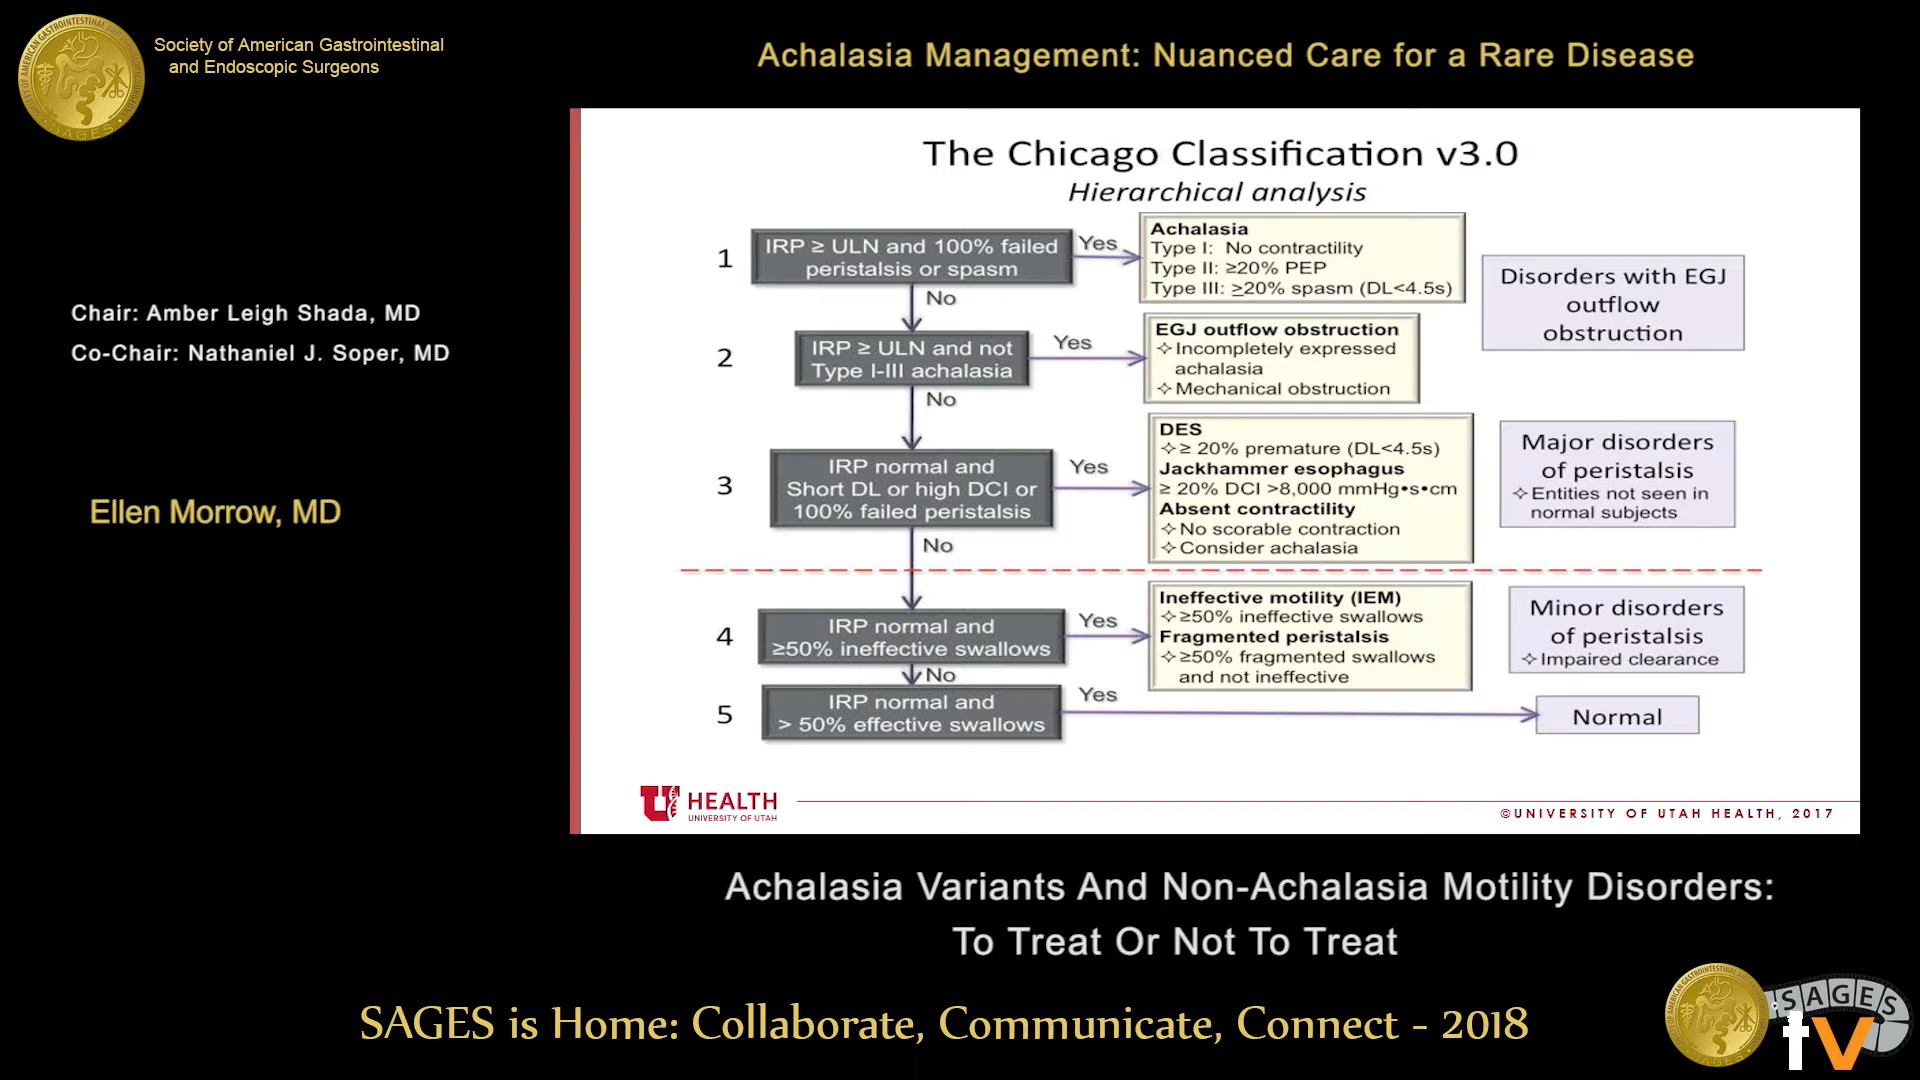 Society of American Gastrointestinal
and Endoscopic Surgeons
Achalasia Management: Nuanced Care for a Rare Disease
Chair: Amber Leigh Shada, MD
Co-Chair: Nathaniel J. Soper, MD
Ellen Morrow, MD
The Chicago Classification v3.0
Hierarchical analysis
1
IRP ≥ ULN and 100% failed
peristalsis or spasm
Yes
Achalasia
Type I: No contractility
Type II: ≥20% PEP
Type III: ≥20% spasm (DL<4.5s)
Disorders with EGJ
outflow
obstruction
No
2
IRP ≥ ULN and not
Type I-III achalasia
Yes
EGJ outflow obstruction
✧Incompletely expressed
achalasia
✧Mechanical obstruction
No
3
IRP normal and
Short DL or high DCI or
100% failed peristalsis
Yes
DES
✧≥ 20% premature (DL<4.5s)
Jackhammer esophagus
≥ 20% DCI >8,000 mmHg•s•cm
Absent contractility
✧No scorable contraction
✧Consider achalasia
Major disorders
of peristalsis
✧Entities not seen in
normal subjects
No
4
IRP normal and
≥50% ineffective swallows
Yes
Ineffective motility (IEM)
✧≥50% ineffective swallows
Fragmented peristalsis
✧≥50% fragmented swallows
and not ineffective
Minor disorders
of peristalsis
✧Impaired clearance
No
5
IRP normal and
> 50% effective swallows
Yes
Normal
U HEALTH
UNIVERSITY OF UTAH
©UNIVERSITY OF UTAH HEALTH, 2017
Achalasia Variants And Non-Achalasia Motility Disorders:
To Treat Or Not To Treat
SAGES is Home: Collaborate, Communicate, Connect - 2018
SAGES
tv